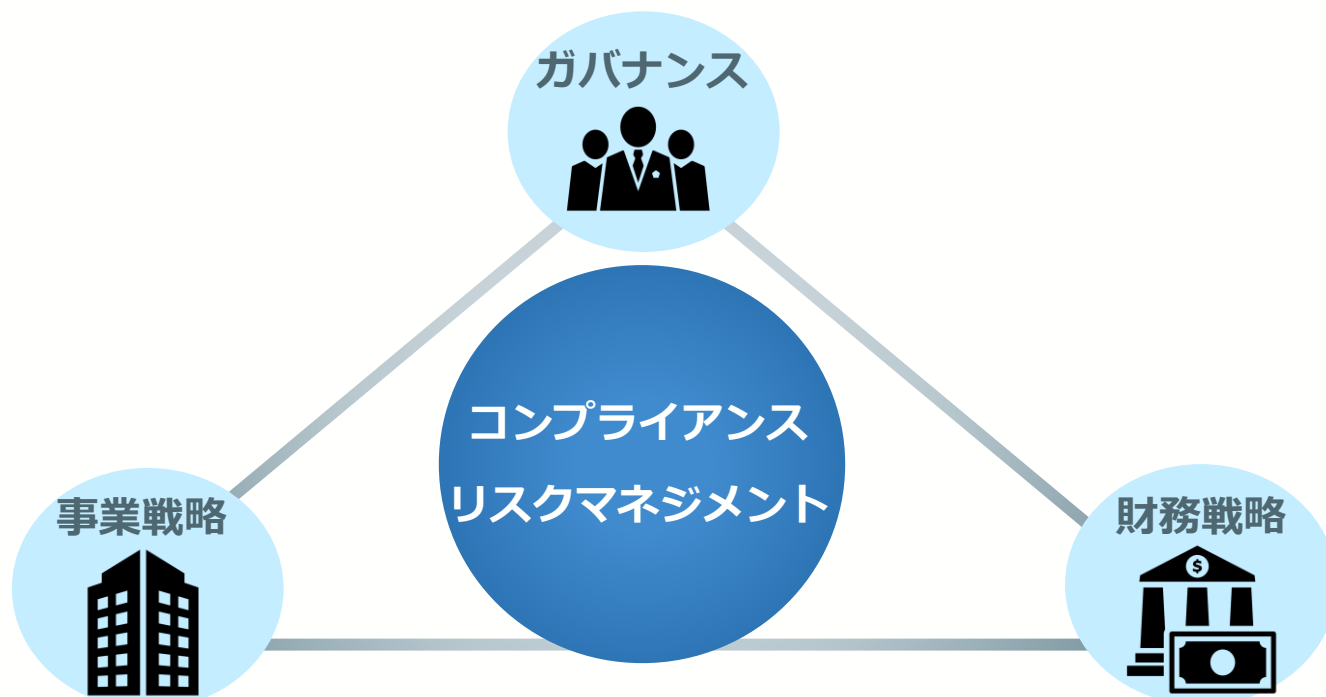 ガバナンス
コンプライアンス
リスクマネジメント
事業戦略
財務戦略
$